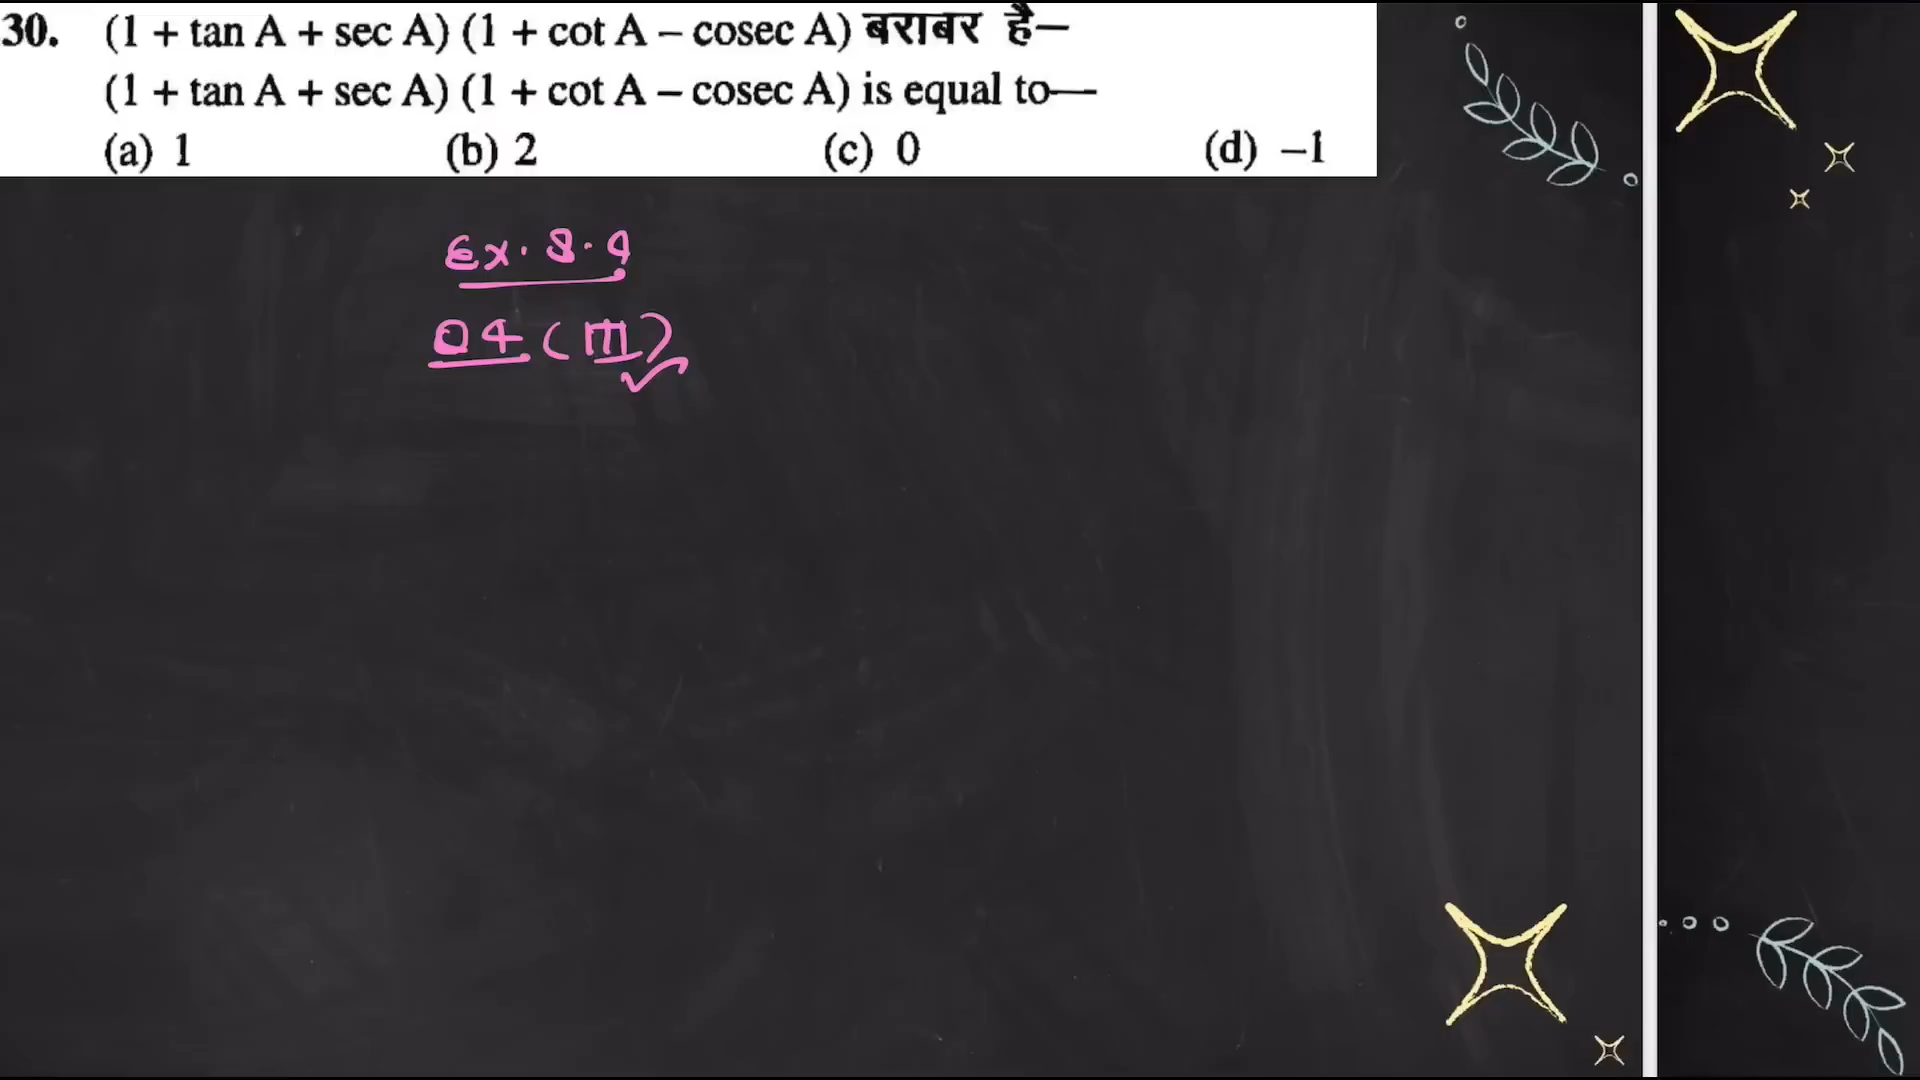 30. (1 + tan A + sec A) (1 + cot A – cosec A) बराबर है—
(1 + tan A + sec A) (1 + cot A – cosec A) is equal to—
(a) 1 (b) 2 (c) 0 (d) –1
Ex. 8.4
Q4 (III)